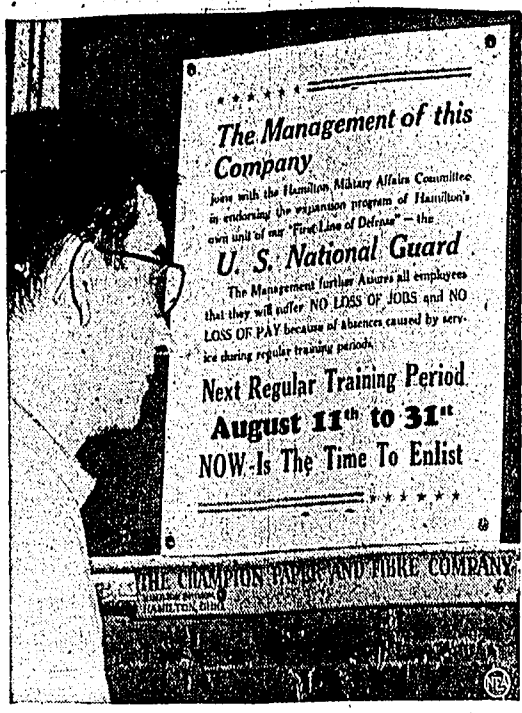 The Management of this
Company
Joins with the Hamilton Military Affairs Committee
in endorsing the expansion program of Hamilton's
own unit of our "First Line of Defense" — the
U. S. National Guard
The Management further Assures all employees
that they will suffer NO LOSS OF JOBS and NO
LOSS OF PAY because of absences caused by serv-
ice during regular training periods.
Next Regular Training Period
August 11th to 31st
NOW Is The Time To Enlist
THE CHAMPION PAPER AND FIBRE COMPANY
HAMILTON, OHIO
NEA